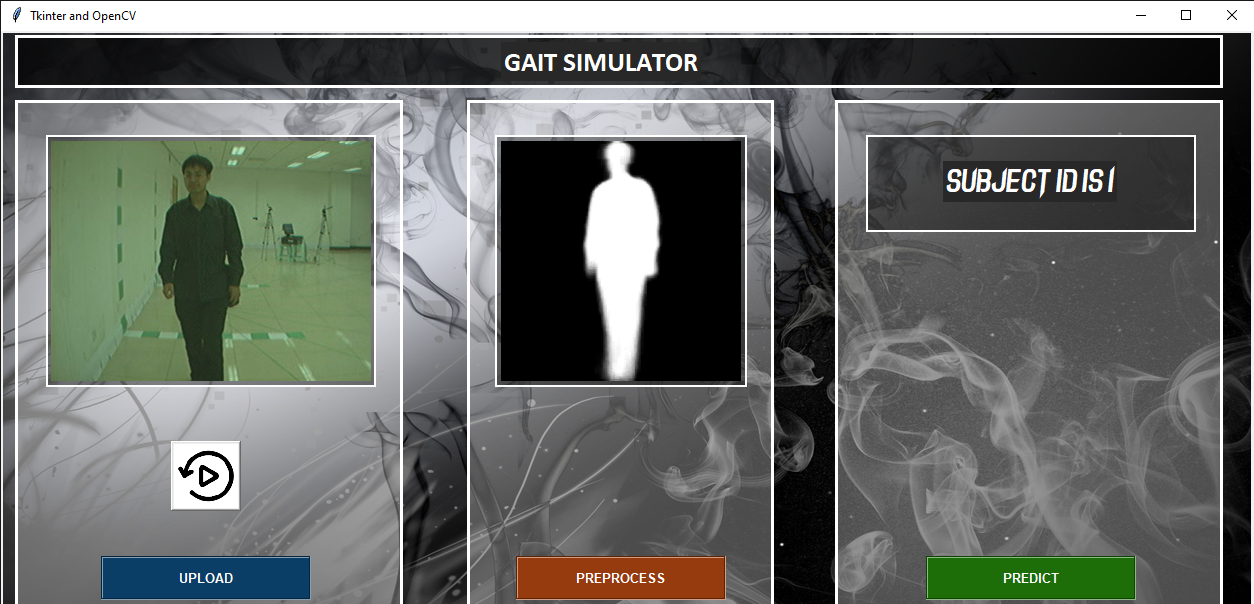 Tkinter and OpenCV
GAIT SIMULATOR
SUBJECT ID IS 1
UPLOAD
PREPROCESS
PREDICT